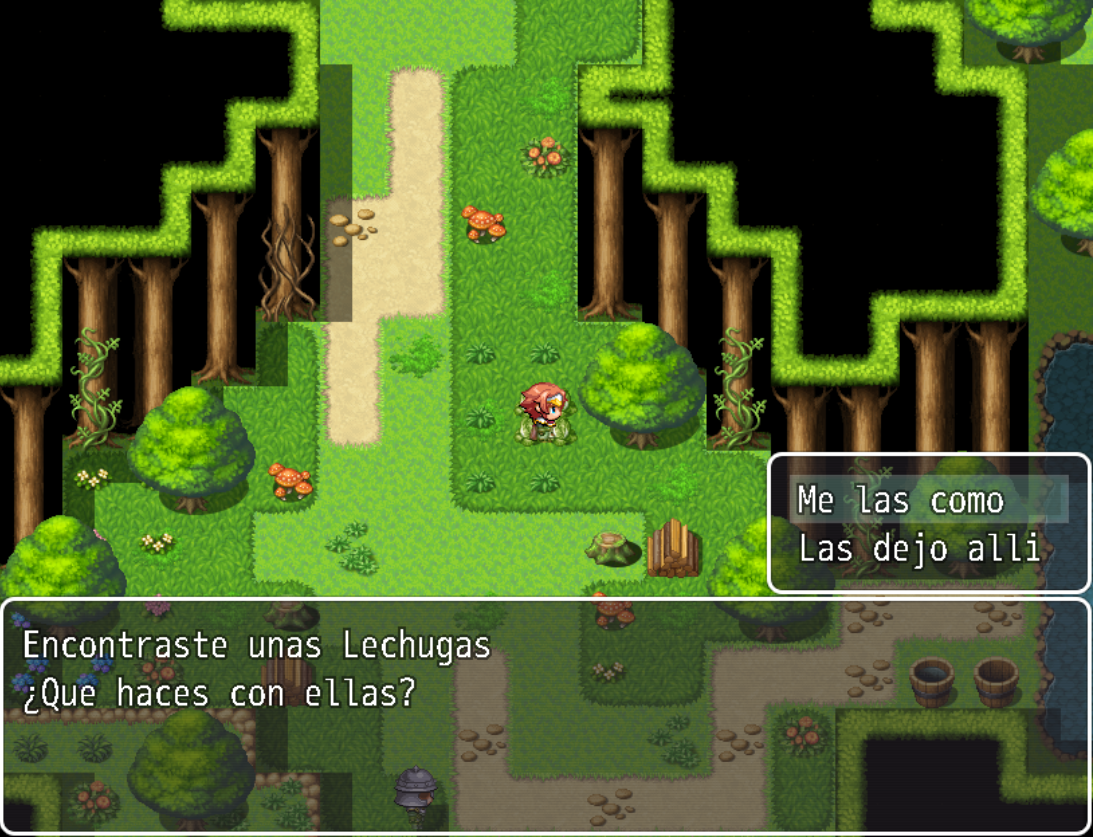 Me las como
Las dejo alli
Encontraste unas Lechugas
¿Que haces con ellas?